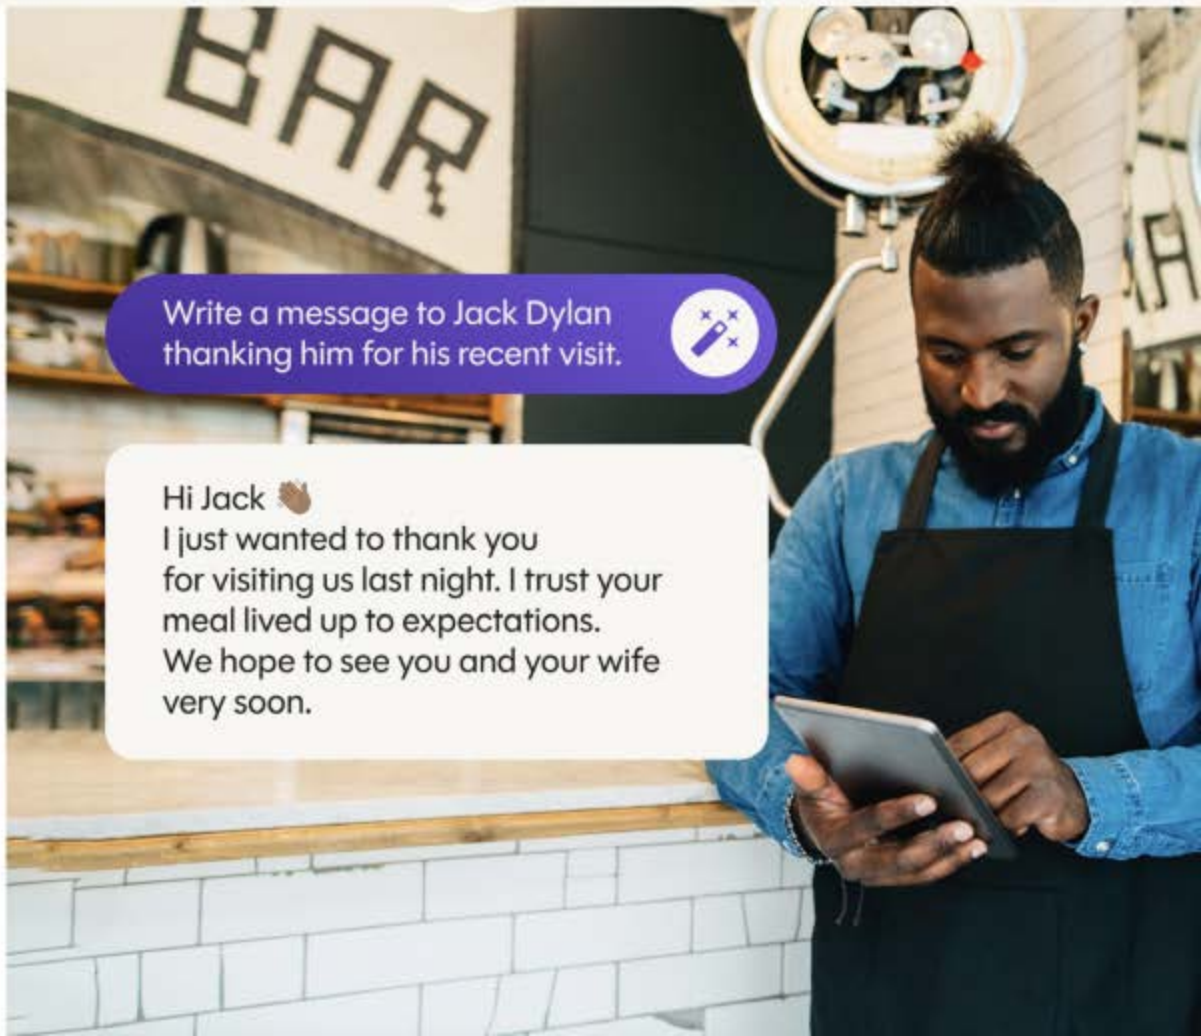 BAR
Write a message to Jack Dylan
thanking him for his recent visit.
Hi Jack 👋🏽
I just wanted to thank you
for visiting us last night. I trust your
meal lived up to expectations.
We hope to see you and your wife
very soon.